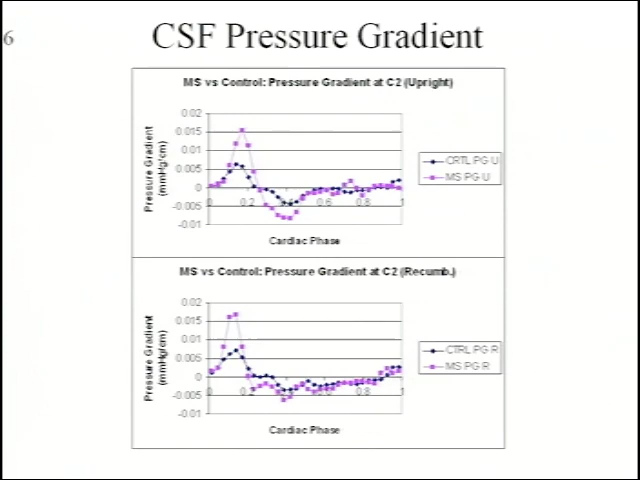 6
CSF Pressure Gradient
MS vs Control: Pressure Gradient at C2 (Upright)
0.02
0.015
0.01
0.005
0
-0.005
-0.01
0.2
0.4
0.6
0.8
1
Pressure Gradient
(mmHg/cm)
Cardiac Phase
CRTL PG U
MS PG U
MS vs Control: Pressure Gradient at C2 (Recumb.)
0.02
0.015
0.01
0.005
0
-0.005
-0.01
0.2
0.4
0.6
0.8
1
Pressure Gradient
(mmHg/cm)
Cardiac Phase
CTRL PG R
MS PG R